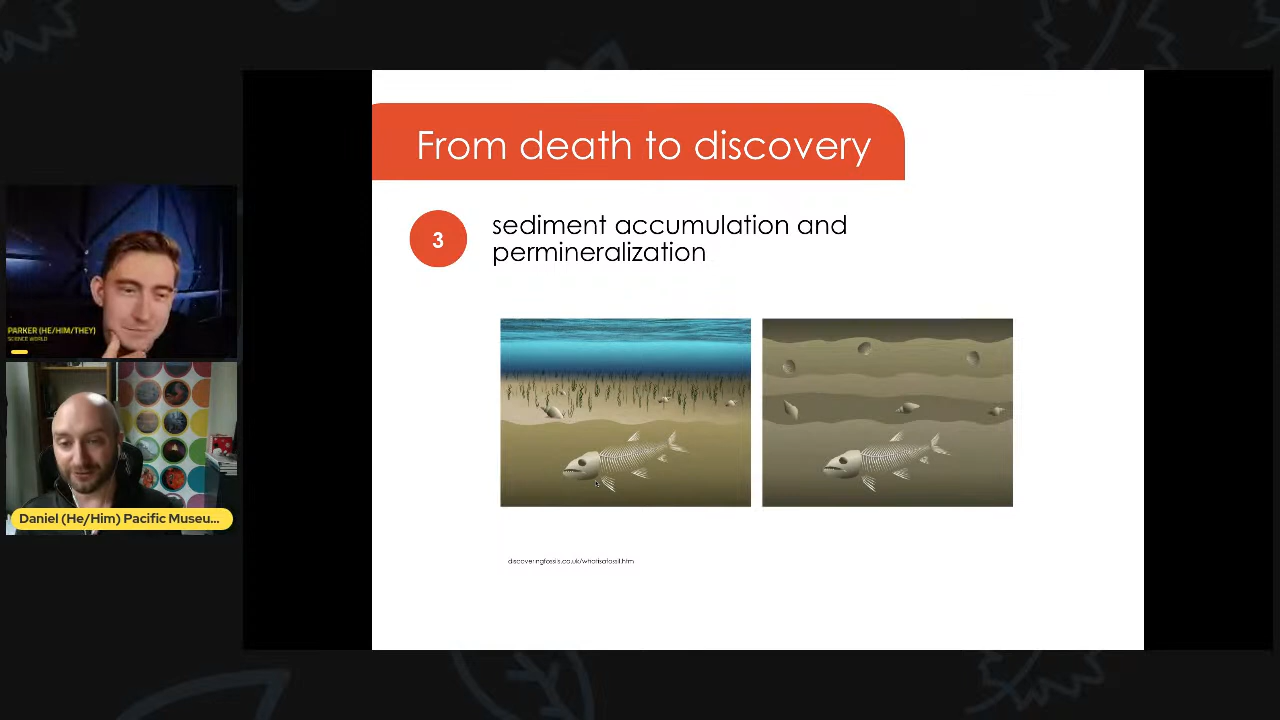 From death to discovery
3
sediment accumulation and
permineralization
PARKER (HE/HIM/THEY)
SCIENCE WORLD
Daniel (He/Him) Pacific Museu...
discoveringfossils.co.uk/whatisafossil.htm